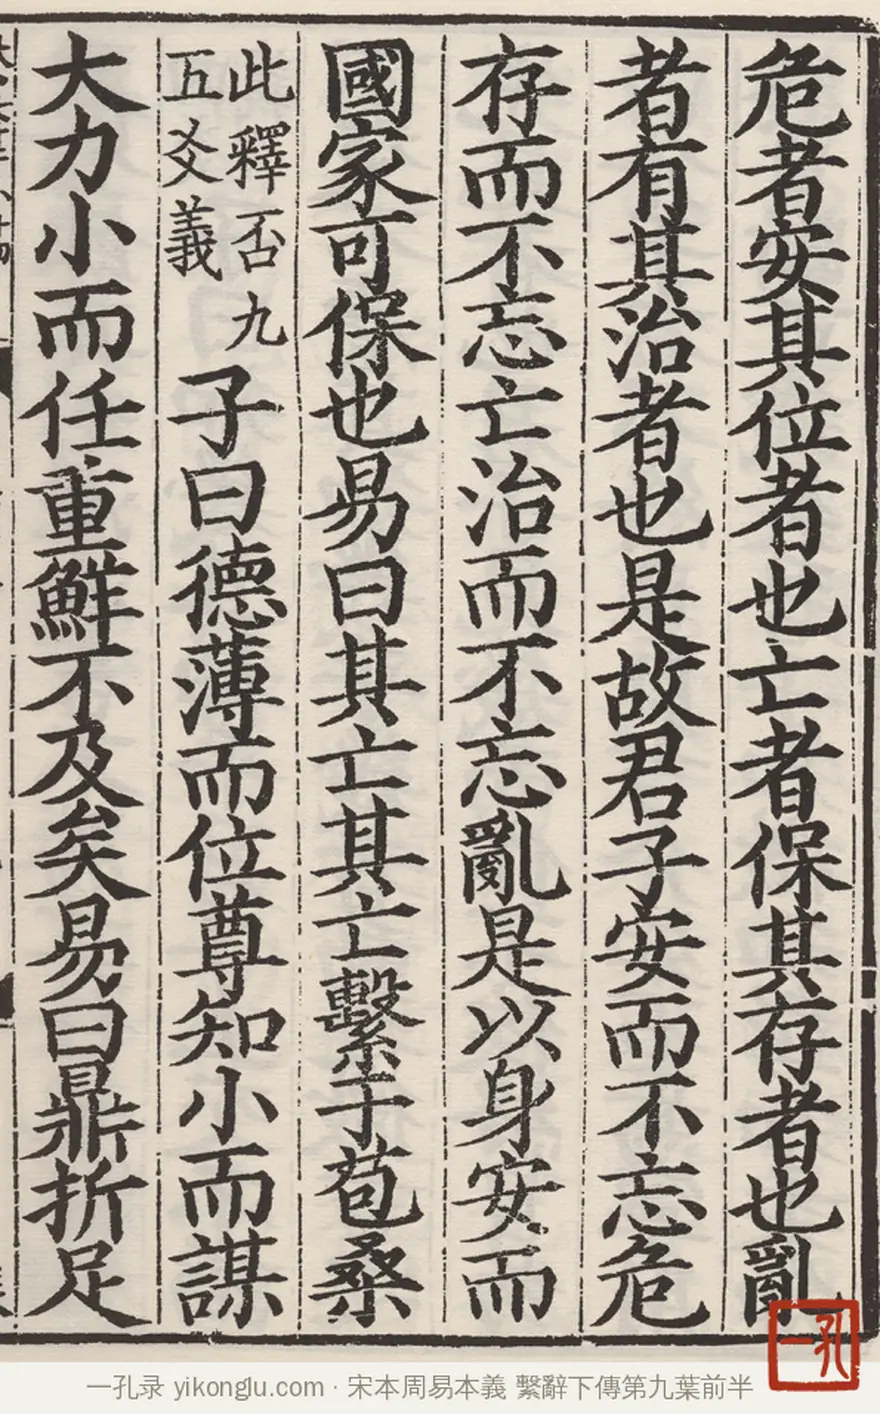 危者安其位者也亡者保其存者也亂
者有其治者也是故君子安而不忘危
存而不忘亡治而不忘亂是以身安而
國家可保也易曰其亡其亡繫于苞桑
此釋否九
五爻義
子曰德薄而位尊知小而謀
大力小而任重鮮不及矣易曰鼎折足
一孔
一孔录 yikonglu.com · 宋本周易本義 繫辭下傳第九葉前半